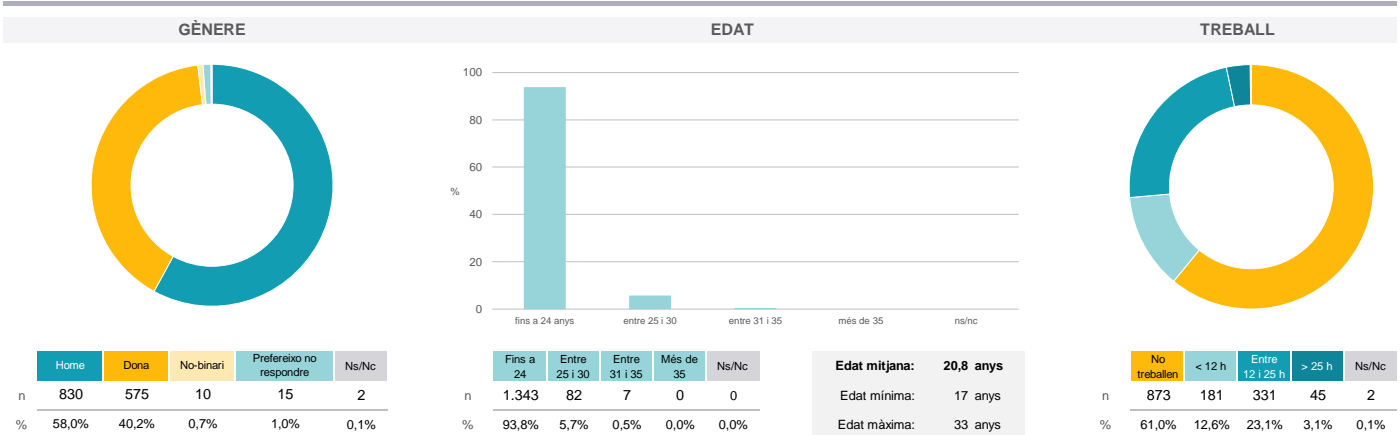 GÈNERE
EDAT
TREBALL
100
80
60
%
40
20
0
fins a 24 anys entre 25 i 30 entre 31 i 35 més de 35 ns/nc
Home Dona No-binari Prefereixo no respondre Ns/Nc
n 830 575 10 15 2
% 58,0% 40,2% 0,7% 1,0% 0,1%
Fins a 24 Entre 25 i 30 Entre 31 i 35 Més de 35 Ns/Nc
n 1.343 82 7 0 0
% 93,8% 5,7% 0,5% 0,0% 0,0%
Edat mitjana: 20,8 anys
Edat mínima: 17 anys
Edat màxima: 33 anys
No treballen < 12 h Entre 12 i 25 h > 25 h Ns/Nc
n 873 181 331 45 2
% 61,0% 12,6% 23,1% 3,1% 0,1%